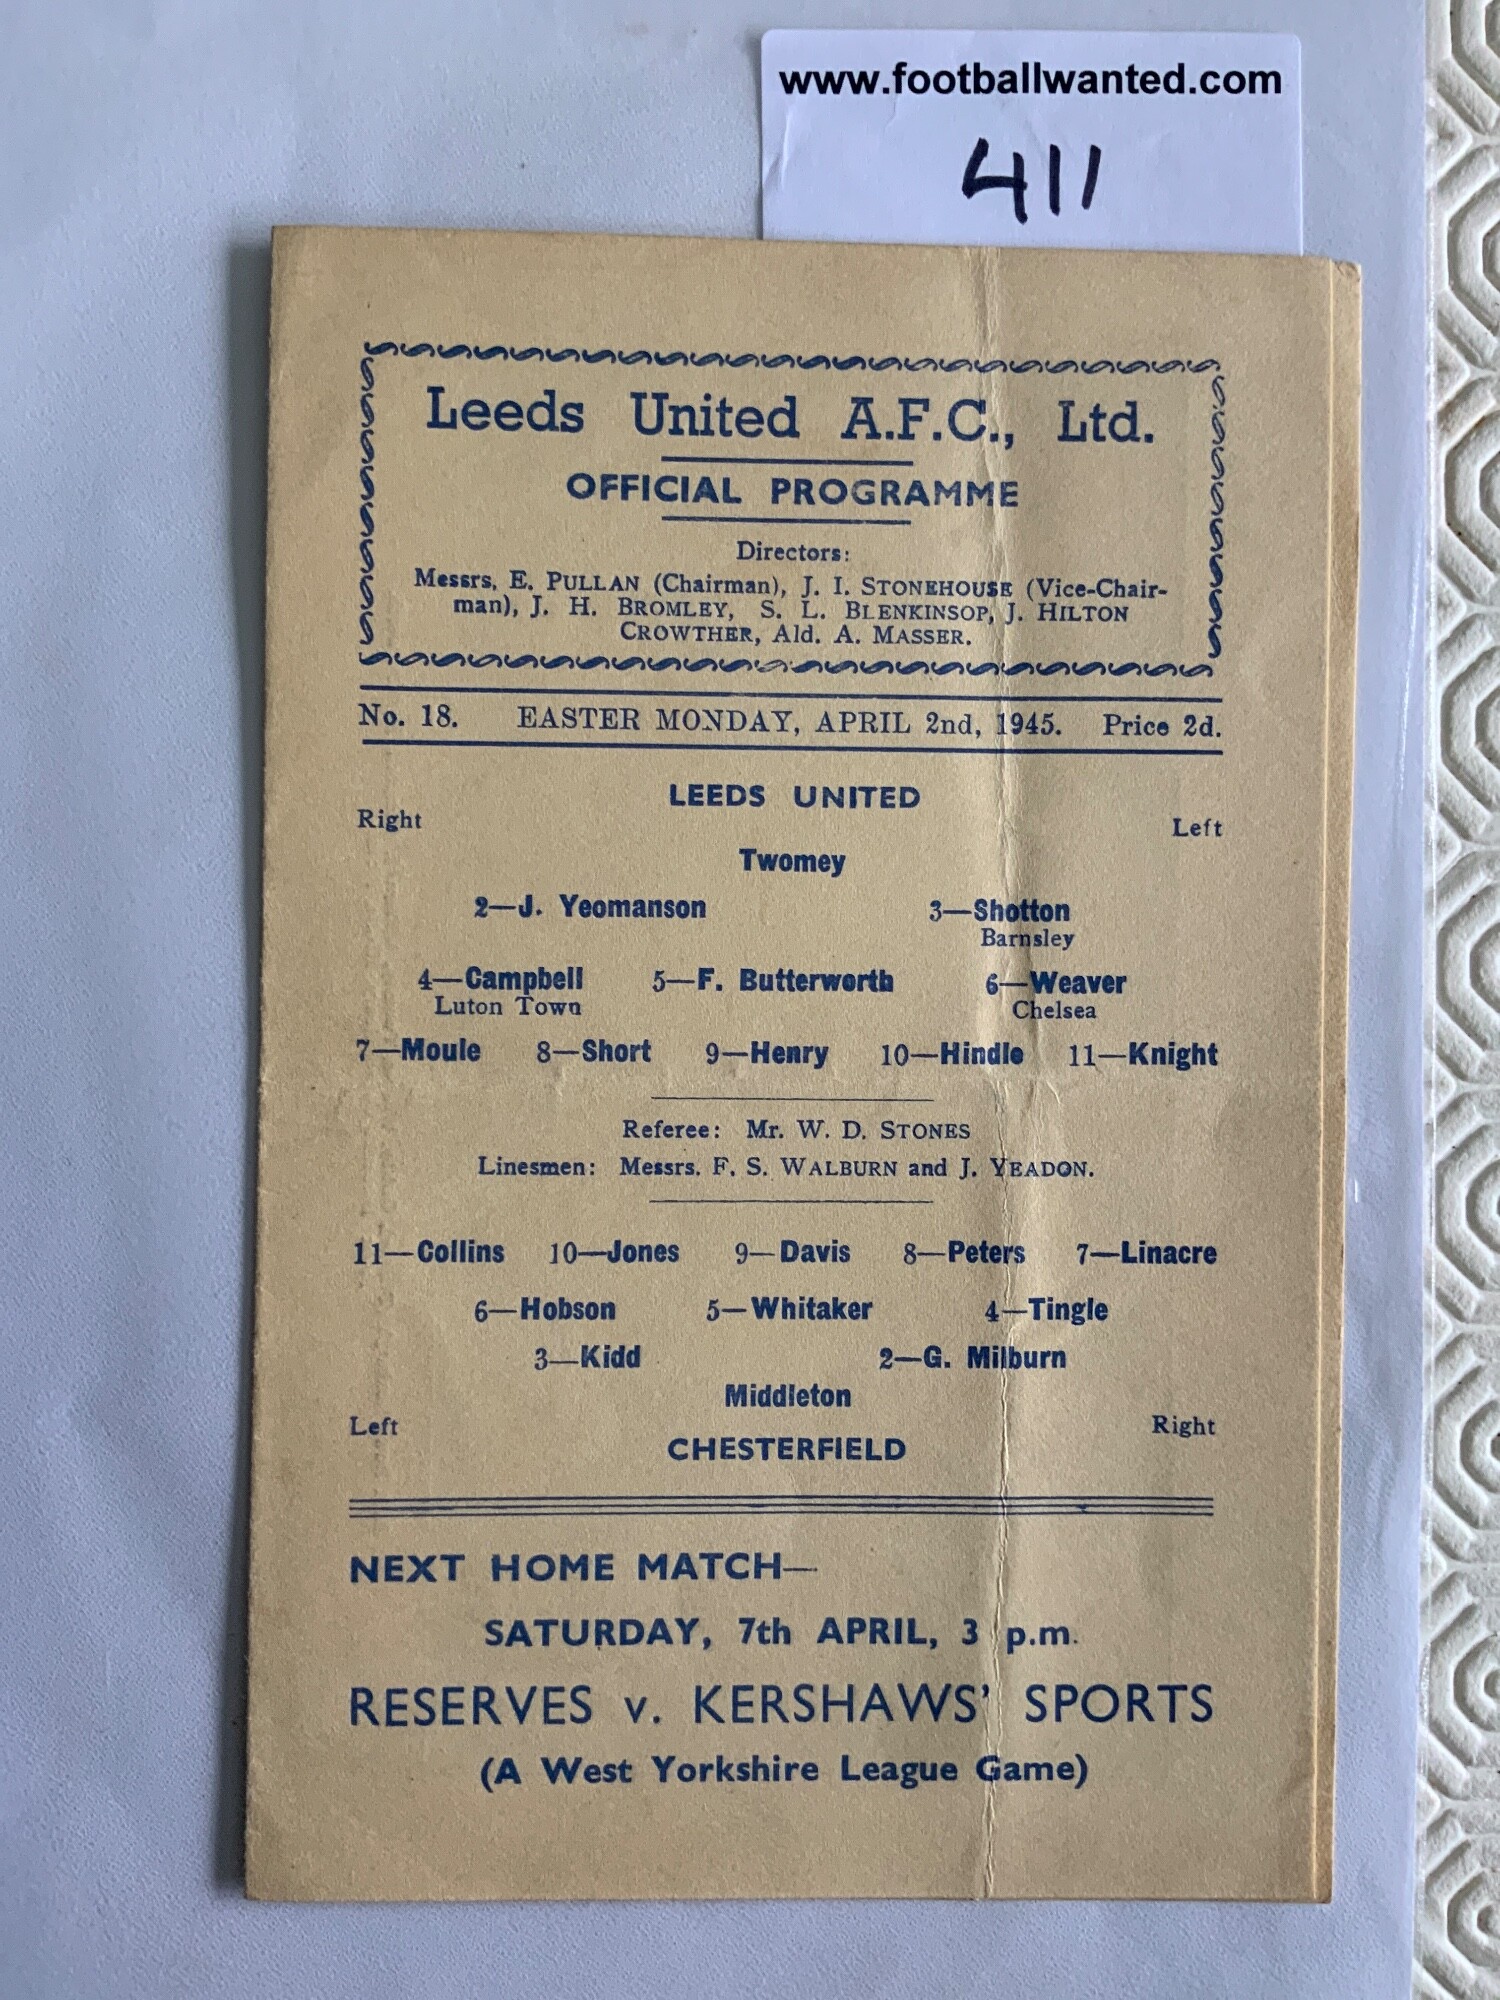 www.footballwanted.com
411
Leeds United A.F.C., Ltd.
OFFICIAL PROGRAMME
Directors:
Messrs. E. PULLAN (Chairman), J. I. STONEHOUSE (Vice-Chair-
man), J. H. BROMLEY, S. L. BLENKINSOP, J. HILTON
CROWTHER, Ald. A. MASSER.
No. 18. EASTER MONDAY, APRIL 2nd, 1945. Price 2d.
LEEDS UNITED
Right Left
Twomey
2—J. Yeomanson 3—Shotton
Barnsley
4—Campbell 5—F. Butterworth 6—Weaver
Luton Town Chelsea
7—Moule 8—Short 9—Henry 10—Hindle 11—Knight
Referee: Mr. W. D. STONES
Linesmen: Messrs. F. S. WALBURN and J. YEADON.
11—Collins 10—Jones 9—Davis 8—Peters 7—Linacre
6—Hobson 5—Whitaker 4—Tingle
3—Kidd 2—G. Milburn
Middleton
Left Right
CHESTERFIELD
NEXT HOME MATCH—
SATURDAY, 7th APRIL, 3 p.m.
RESERVES v. KERSHAWS' SPORTS
(A West Yorkshire League Game)